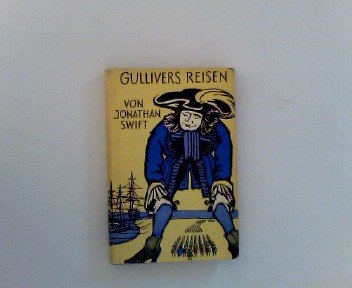 GULLIVERS REISEN
VON
JONATHAN
SWIFT